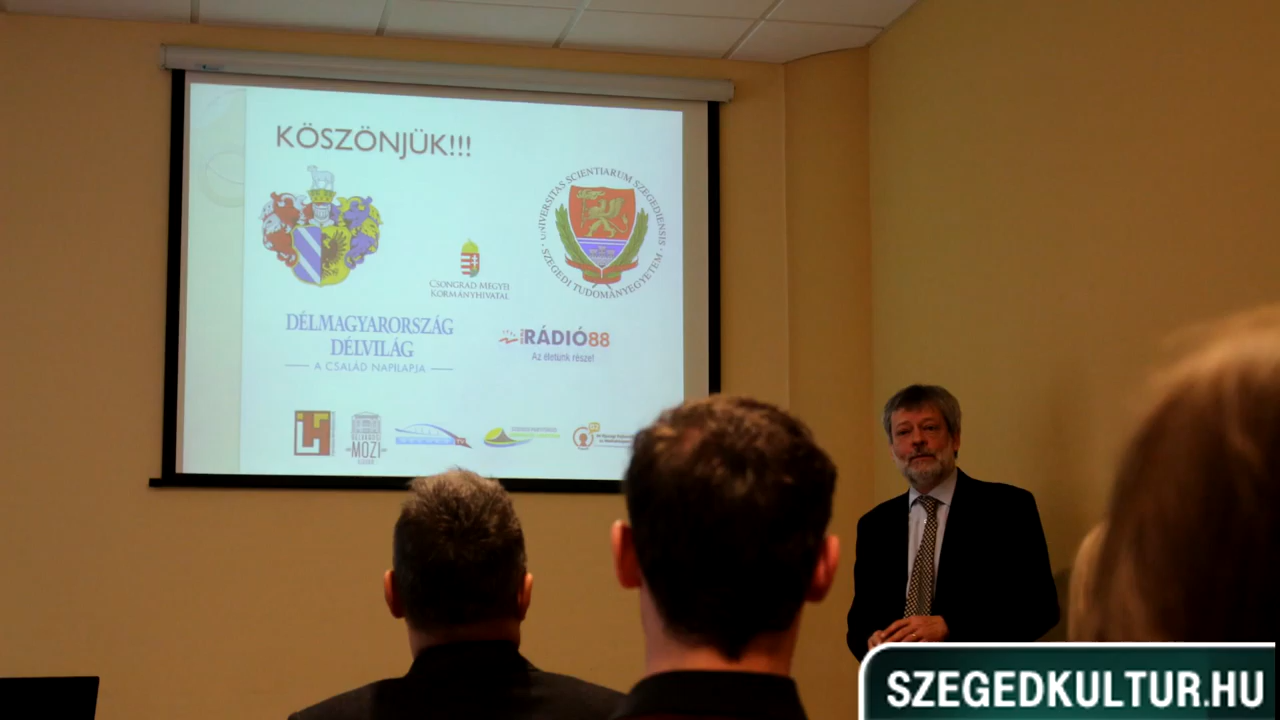 KÖSZÖNJÜK!!!
UNIVERSITAS SCIENTIARUM SZEGEDIENSIS
SZEGEDI TUDOMÁNYEGYETEM
CSONGRÁD MEGYEI
KORMÁNYHIVATAL
DÉLMAGYARORSZÁG
DÉLVILÁG
A CSALÁD NAPILAPJA
RÁDIÓ88
Az életünk része!
MOZI
SZEGEDKULTUR.HU